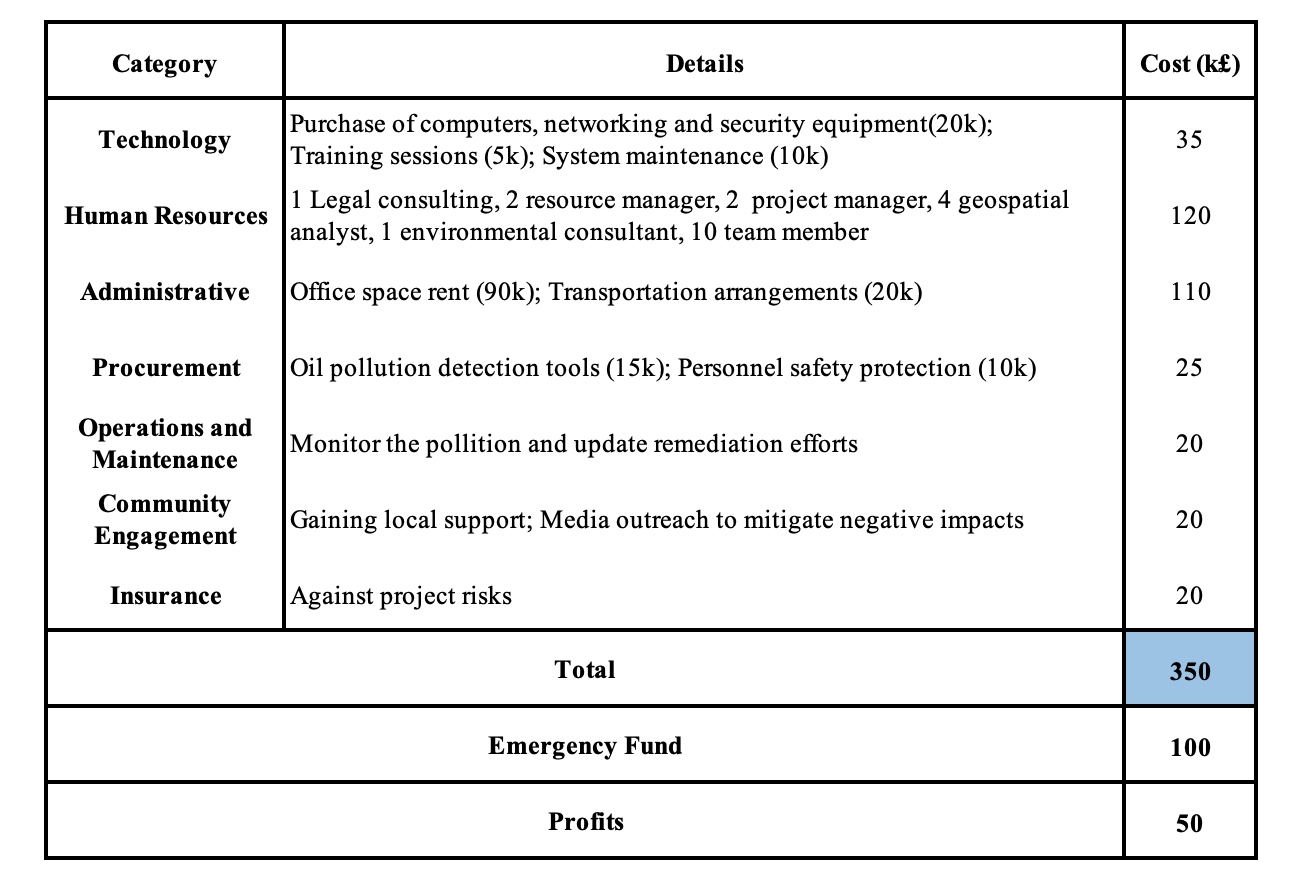 Category Details Cost (k£)
Technology Purchase of computers, networking and security equipment(20k); 35
Training sessions (5k); System maintenance (10k)
Human Resources 1 Legal consulting, 2 resource manager, 2 project manager, 4 geospatial 120
analyst, 1 environmental consultant, 10 team member
Administrative Office space rent (90k); Transportation arrangements (20k) 110
Procurement Oil pollution detection tools (15k); Personnel safety protection (10k) 25
Operations and
Maintenance Monitor the pollition and update remediation efforts 20
Community
Engagement Gaining local support; Media outreach to mitigate negative impacts 20
Insurance Against project risks 20
Total 350
Emergency Fund 100
Profits 50